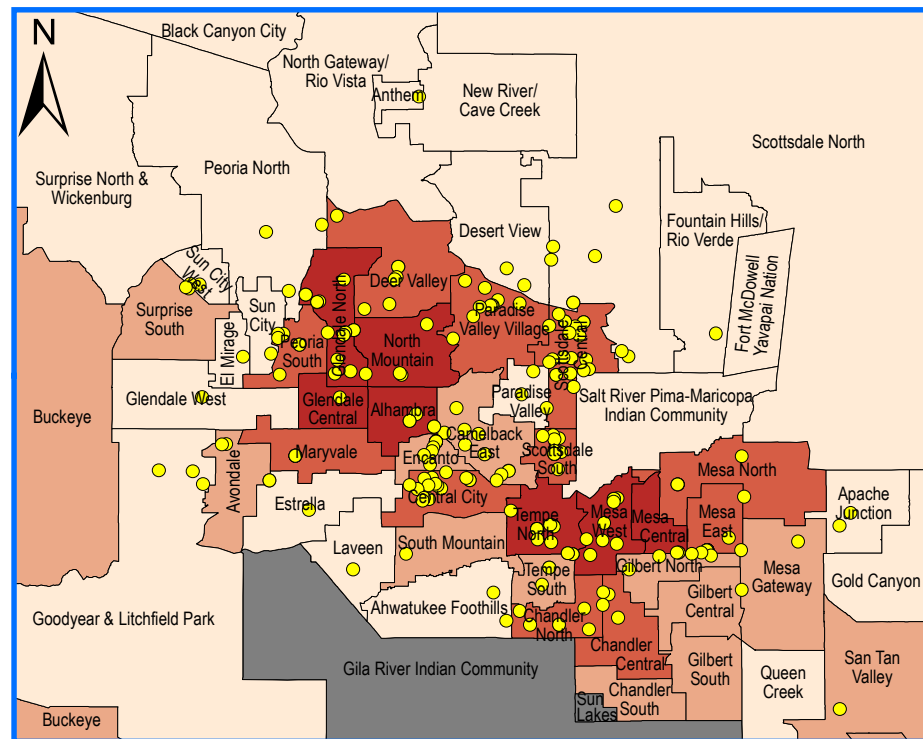 N
Black Canyon City
North Gateway/
Rio Vista
Anthem
New River/
Cave Creek
Scottsdale North
Peoria North
Surprise North &
Wickenburg
Fountain Hills/
Rio Verde
Desert View
Fort McDowell
Yavapai Nation
Sun City
West
Deer Valley
Sun
City
Surprise
South
Glendale North
Paradise
Valley Village
Scottsdale
Central
El Mirage
Peoria
South
North
Mountain
Buckeye
Glendale West
Glendale
Central
Alhambra
Paradise
Valley
Salt River Pima-Maricopa
Indian Community
Camelback
East
Maryvale
Encanto
Scottsdale
South
Avondale
Mesa North
Estrella
Central City
Apache
Junction
Tempe
North
Mesa
West
Mesa
Central
Mesa
East
Laveen
South Mountain
Gilbert North
Mesa
Gateway
Tempe
South
Gold Canyon
Gilbert
Central
Goodyear & Litchfield Park
Ahwatukee Foothills
Chandler
North
Chandler
Central
Gila River Indian Community
Gilbert
South
San Tan
Valley
Queen
Creek
Chandler
South
Sun
Lakes
Buckeye